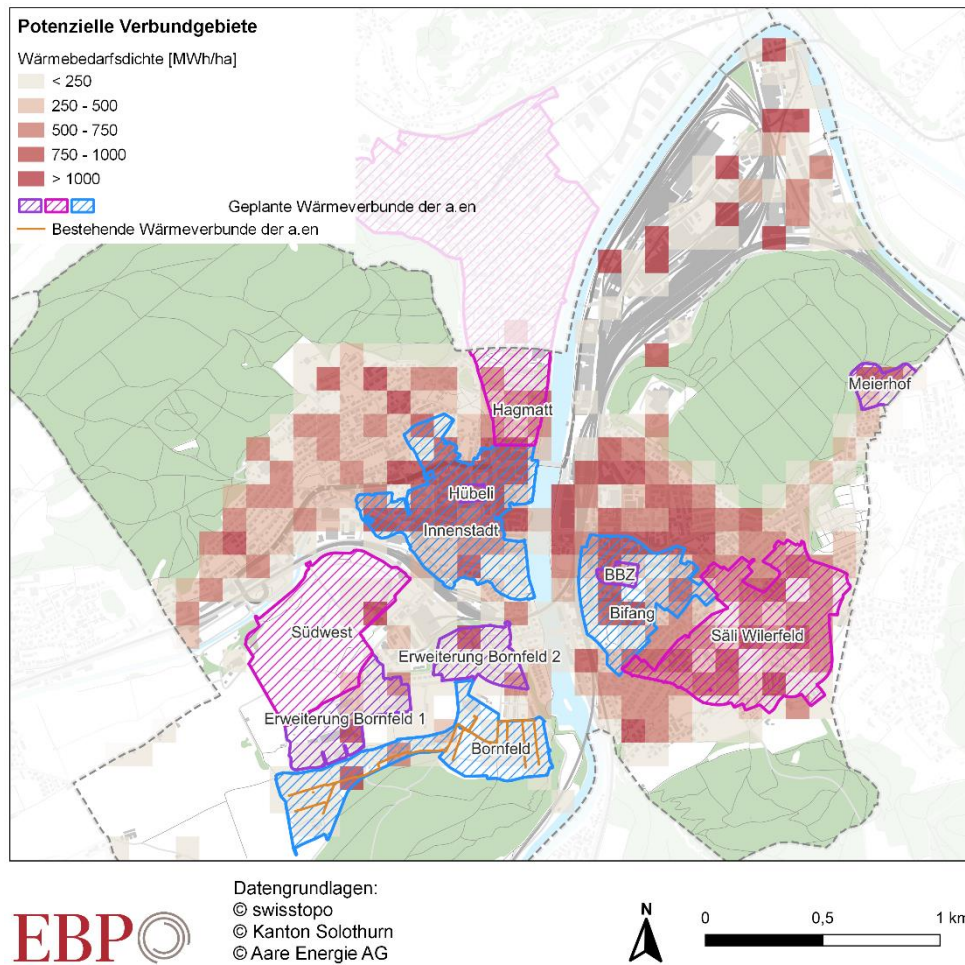 Potenzielle Verbundgebiete
Wärmebedarfsdichte [MWh/ha]
< 250
250 - 500
500 - 750
750 - 1000
> 1000
Geplante Wärmeverbunde der a.en
Bestehende Wärmeverbunde der a.en
Meierhof
Hagmatt
Hübeli
Innenstadt
BBZ
Bifang
Südwest
Säli Wilerfeld
Erweiterung Bornfeld 2
Erweiterung Bornfeld 1
Bornfeld
EBP
Datengrundlagen:
© swisstopo
© Kanton Solothurn
© Aare Energie AG
N
0 0,5 1 km